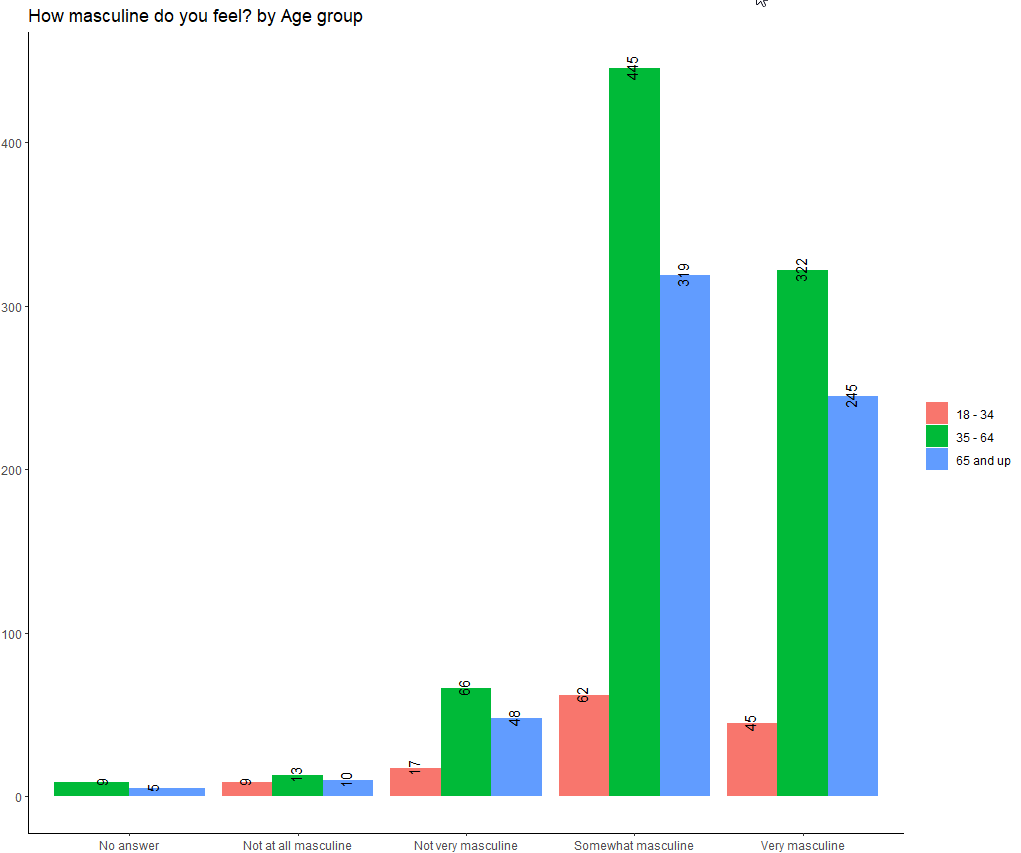 How masculine do you feel? by Age group
445
400
322
300
319
245
18 - 34
35 - 64
65 and up
200
100
66
62
48
45
17
13
10
9
9
5
0
No answer
Not at all masculine
Not very masculine
Somewhat masculine
Very masculine